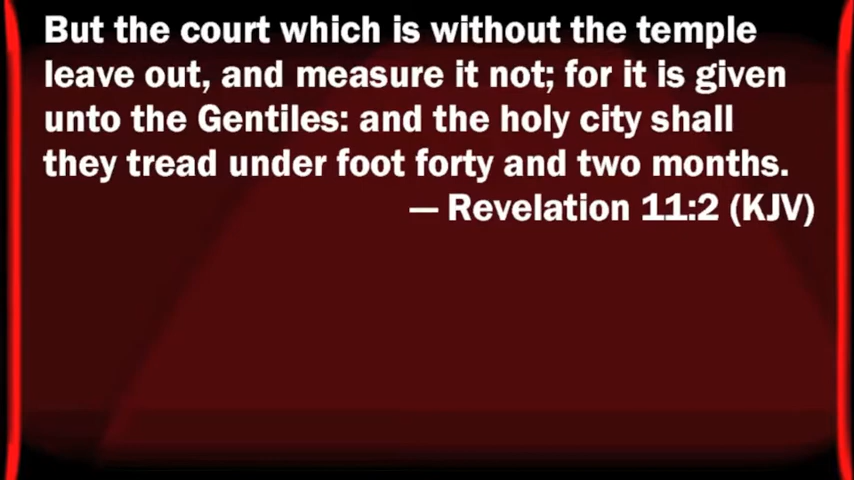 But the court which is without the temple
leave out, and measure it not; for it is given
unto the Gentiles: and the holy city shall
they tread under foot forty and two months.
— Revelation 11:2 (KJV)